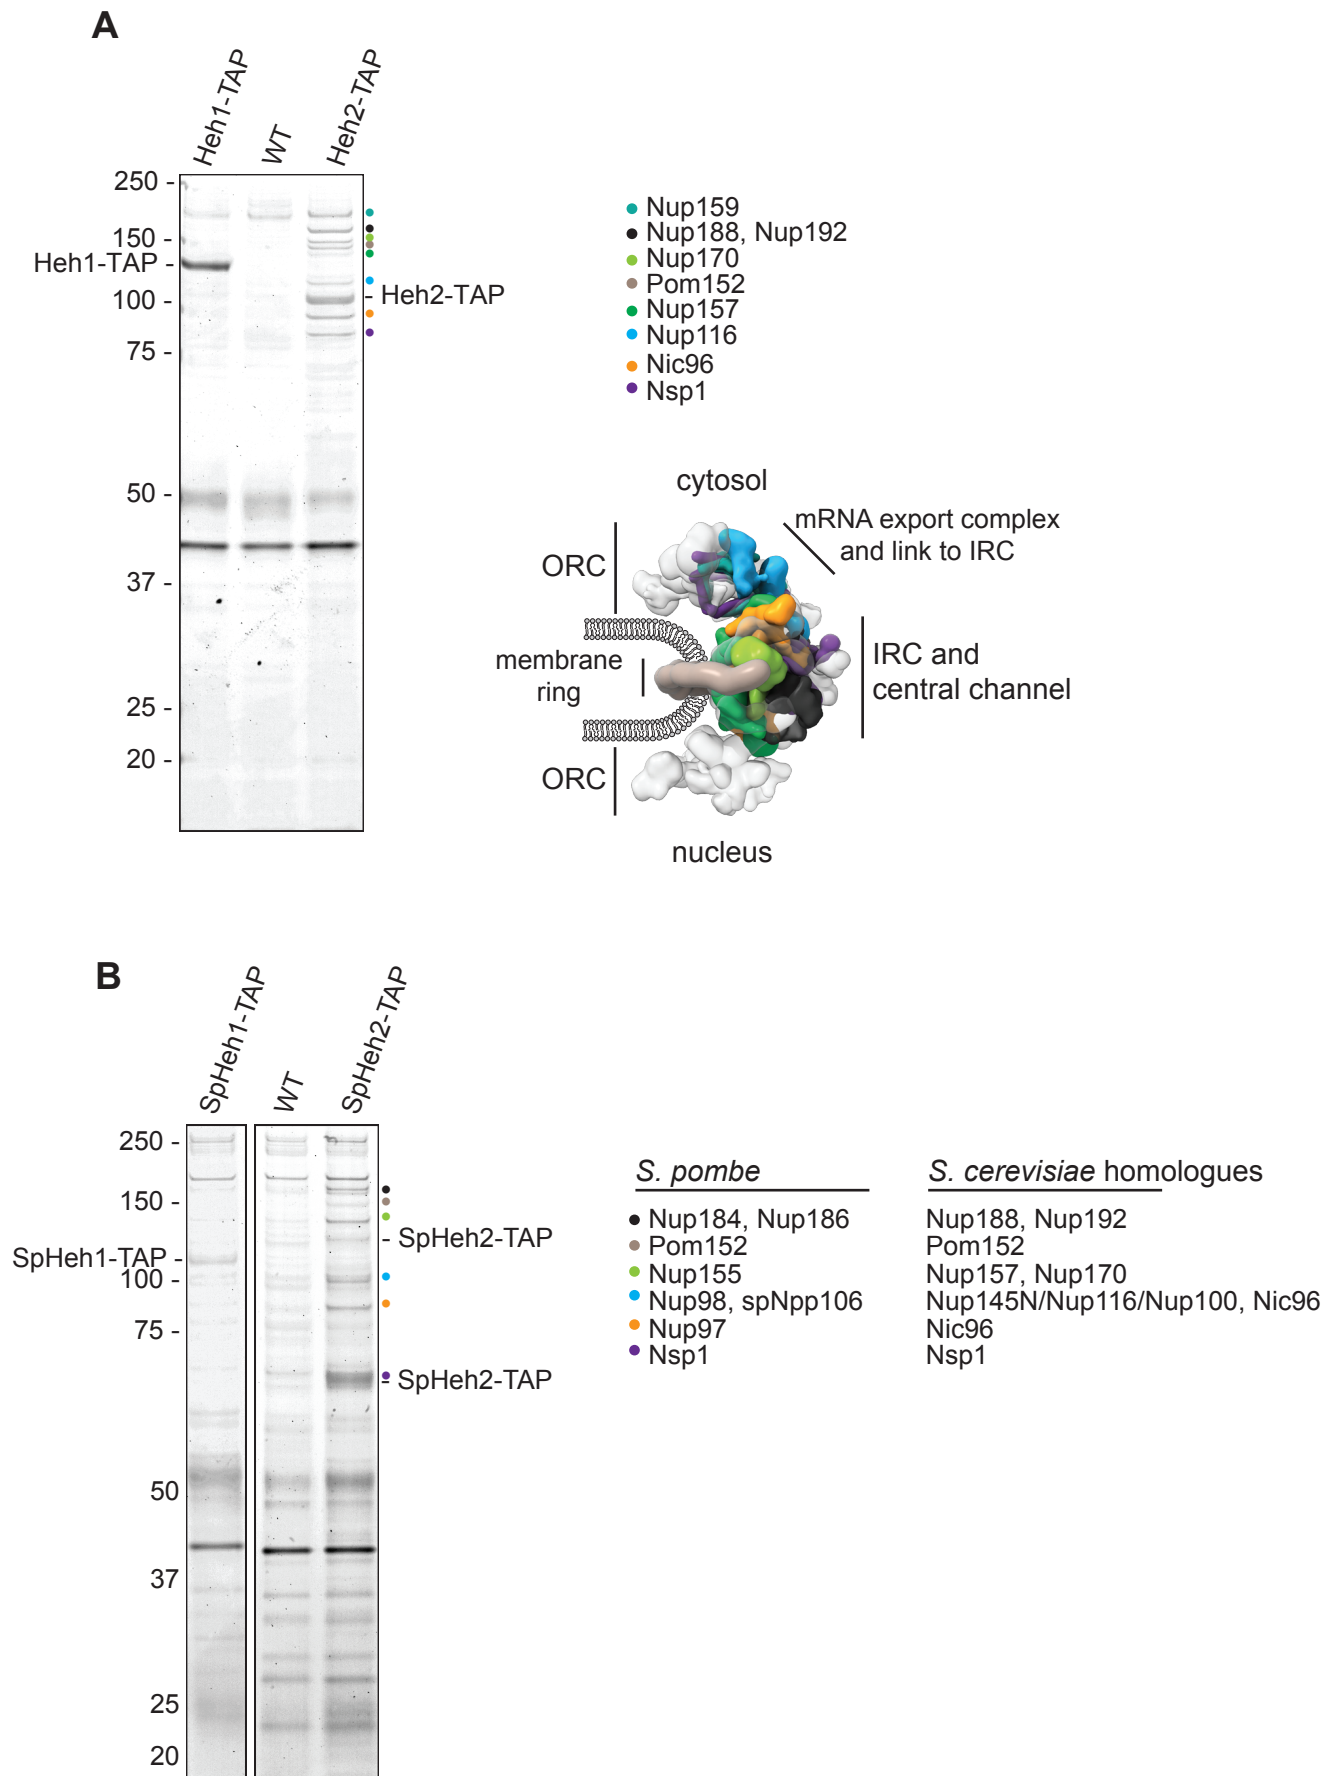 A
Heh1-TAP
WT
Heh2-TAP
250 -
150 -
Heh1-TAP -
100 -
75 -
50 -
37 -
25 -
20 -
- Heh2-TAP
Nup159
Nup188, Nup192
Nup170
Pom152
Nup157
Nup116
Nic96
Nsp1
cytosol
mRNA export complex
and link to IRC
ORC
membrane
ring
IRC and
central channel
ORC
nucleus
B
SpHeh1-TAP
WT
SpHeh2-TAP
250 -
150 -
SpHeh1-TAP -
100 -
75 -
50
37
25
20
- SpHeh2-TAP
- SpHeh2-TAP
S. pombe
S. cerevisiae homologues
Nup184, Nup186
Nup188, Nup192
Pom152
Pom152
Nup155
Nup157, Nup170
Nup98, spNpp106
Nup145N/Nup116/Nup100, Nic96
Nup97
Nic96
Nsp1
Nsp1